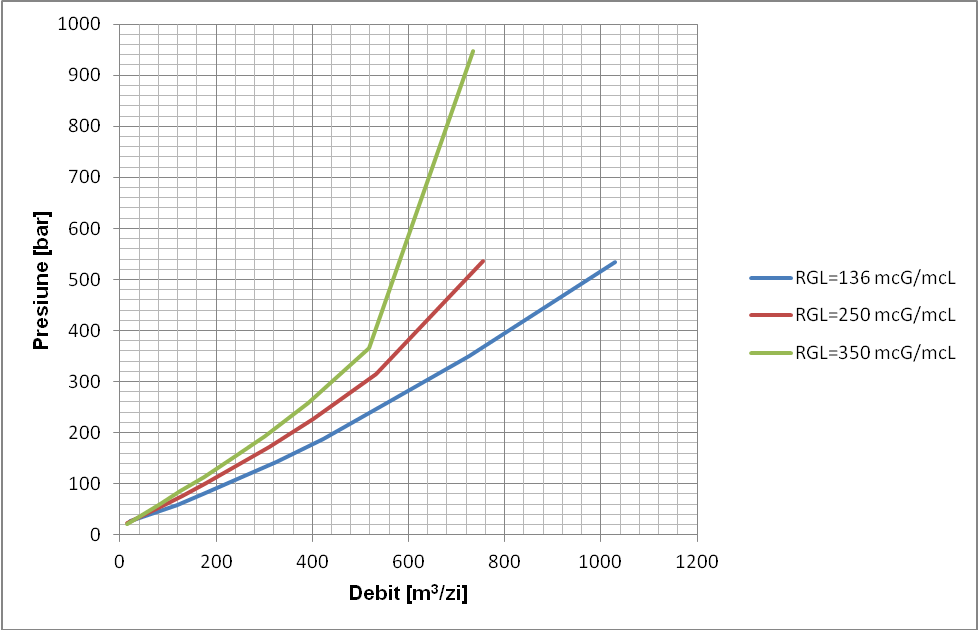 1000
900
800
700
600
500
400
300
200
100
0
Presiune [bar]
0 200 400 600 800 1000 1200
Debit [m³/zi]
RGL=136 mcG/mcL
RGL=250 mcG/mcL
RGL=350 mcG/mcL